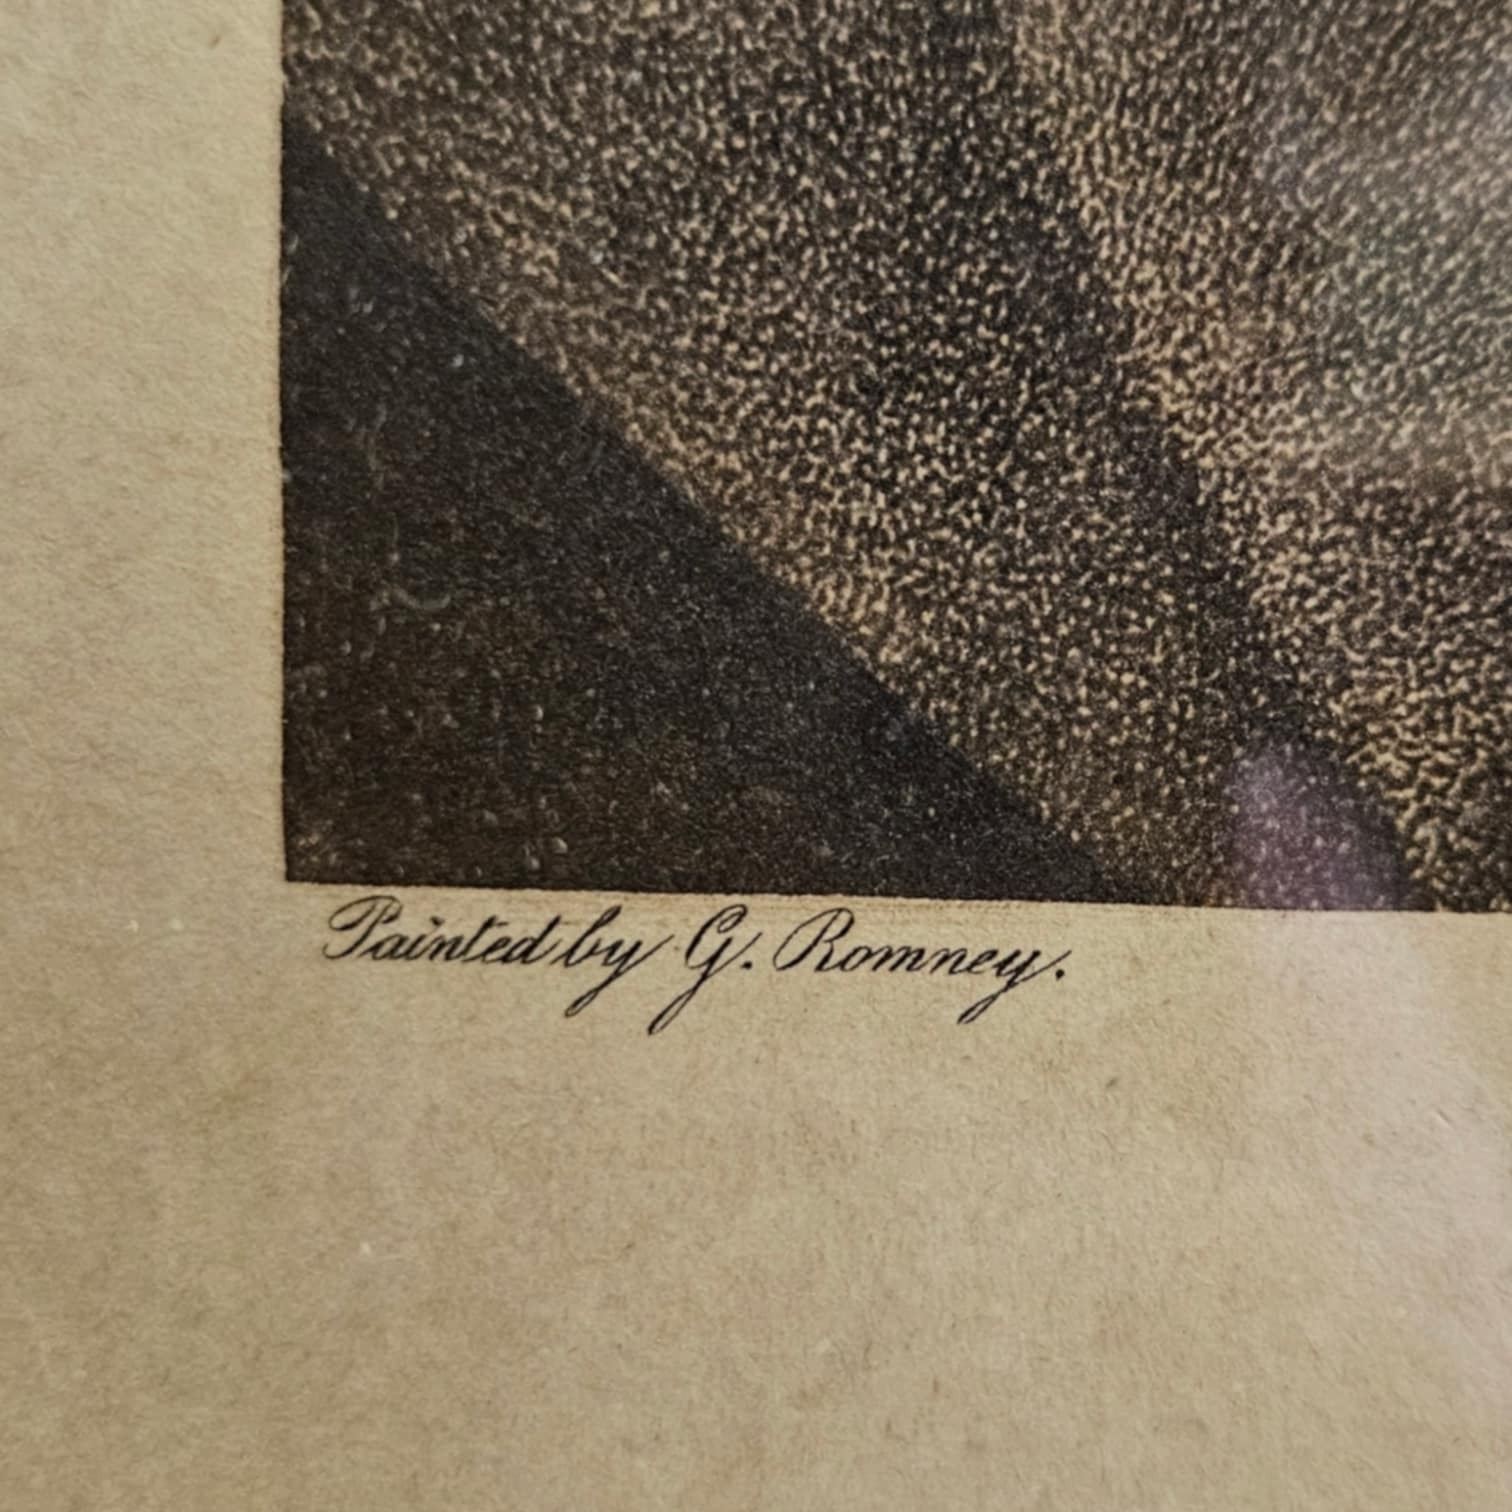 Painted by G. Romney.